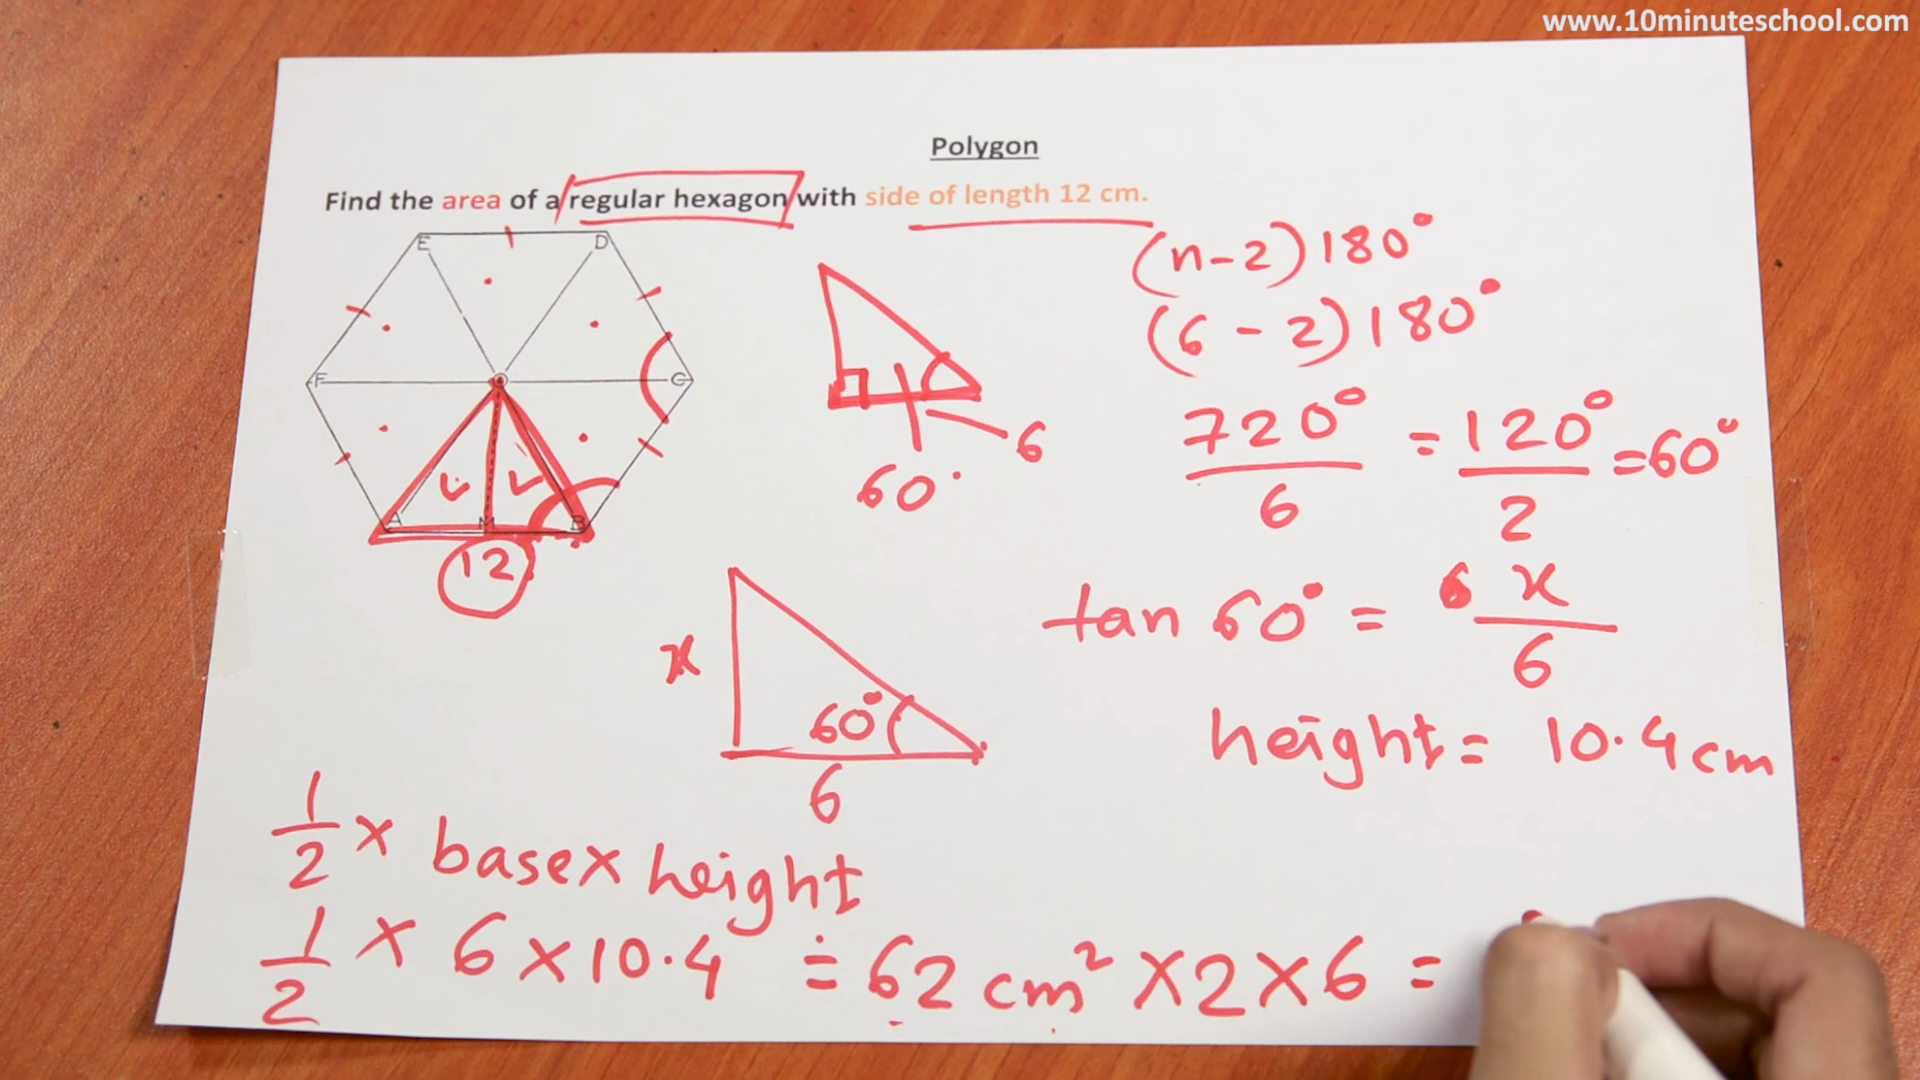 www.10minuteschool.com
Polygon
Find the area of a regular hexagon with side of length 12 cm.
E D
F O C
A M B
12
6
60°
(n-2)180°
(6-2)180°
720°/6 = 120°/2 = 60°
x
60°
6
tan 60° = x/6
height = 10.4 cm
1/2 × base × height
1/2 × 6 × 10.4 ≐ 62 cm² × 2 × 6 =